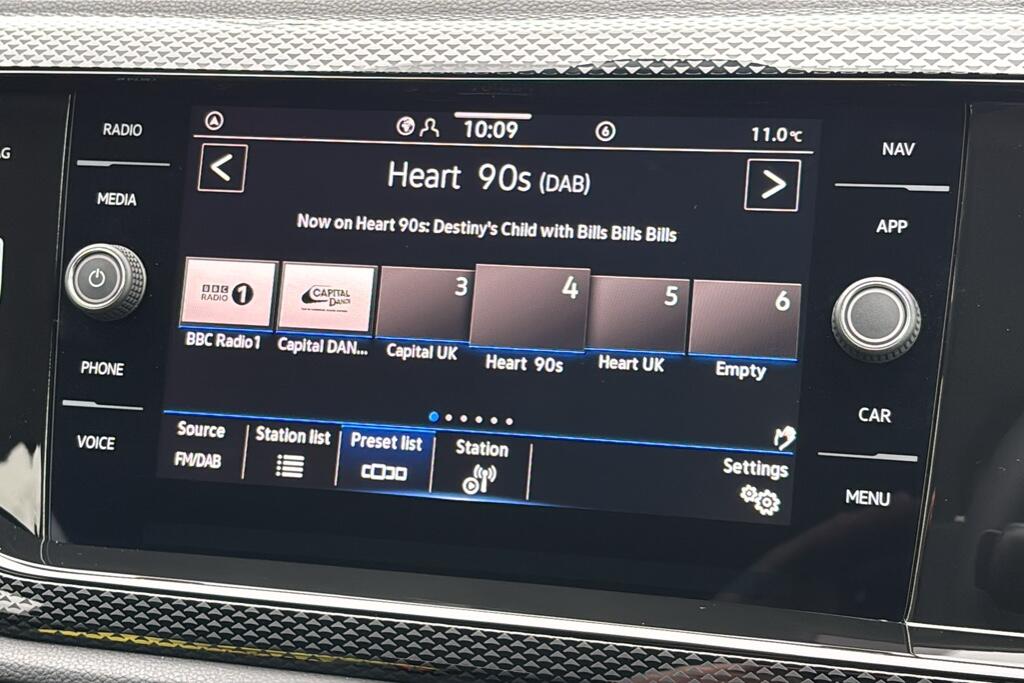 RADIO
MEDIA
PHONE
VOICE
G
10:09
6
11.0°C
Heart 90s (DAB)
Now on Heart 90s: Destiny's Child with Bills Bills Bills
BBC
RADIO 1
CAPITAL
DANCE
3
4
5
6
BBC Radio1
Capital DAN...
Capital UK
Heart 90s
Heart UK
Empty
Source
FM/DAB
Station list
Preset list
Station
Settings
NAV
APP
CAR
MENU